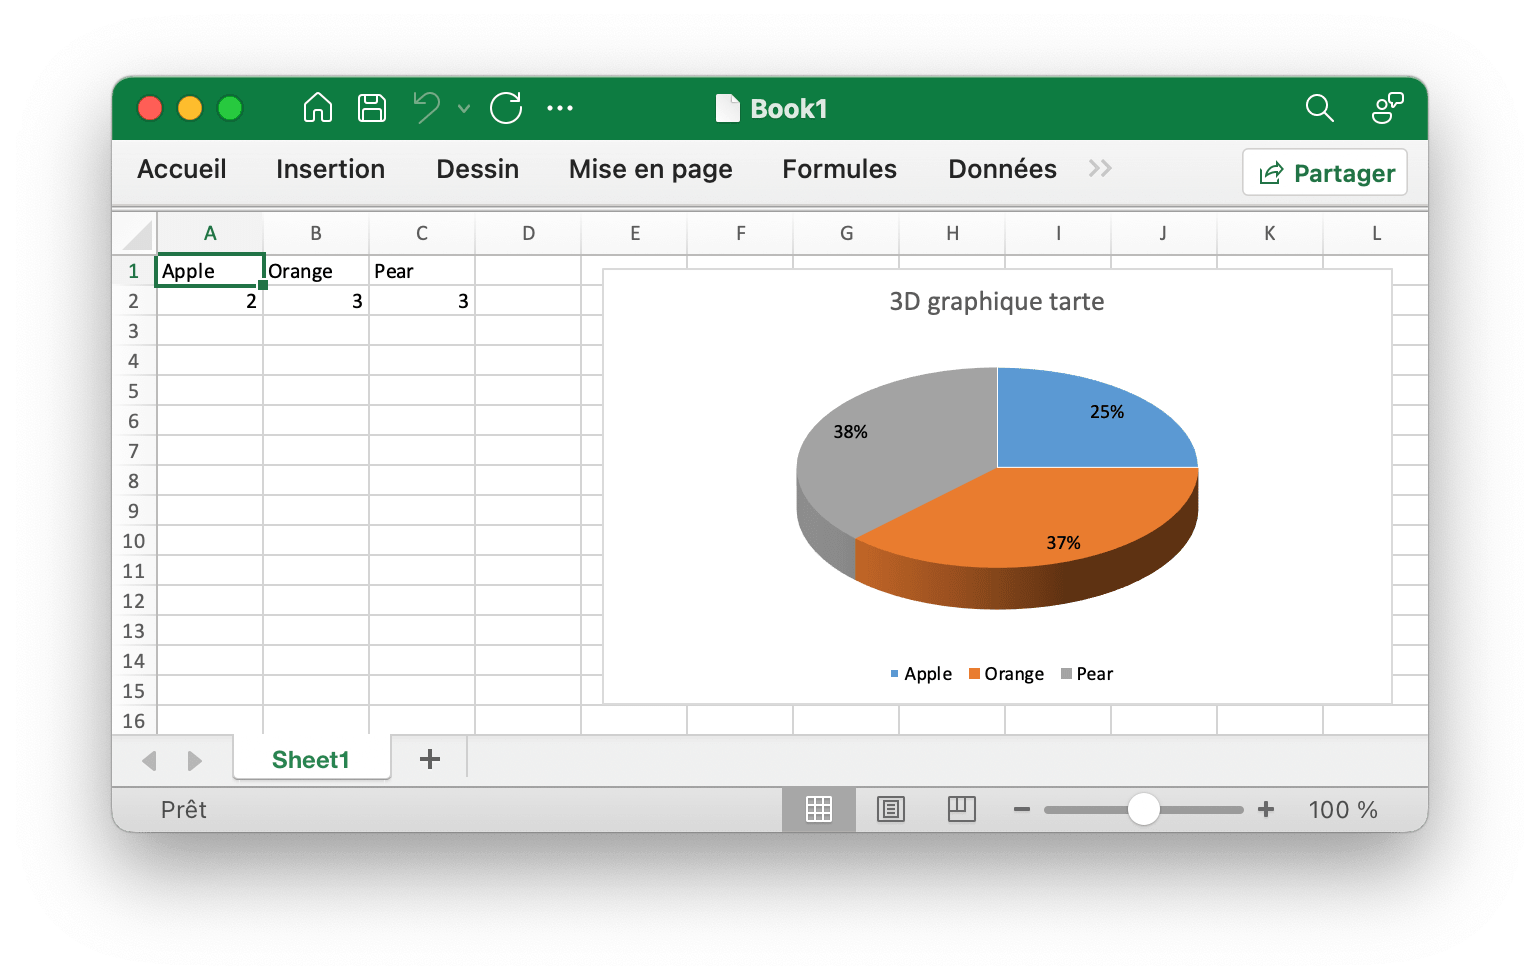 Book1
Accueil Insertion Dessin Mise en page Formules Données Partager
A B C D E F G H I J K L
1 Apple Orange Pear
2 2 3 3
3
4
5
6
7
8
9
10
11
12
13
14
15
16
3D graphique tarte
25%
38%
37%
Apple Orange Pear
Sheet1
Prêt 100 %